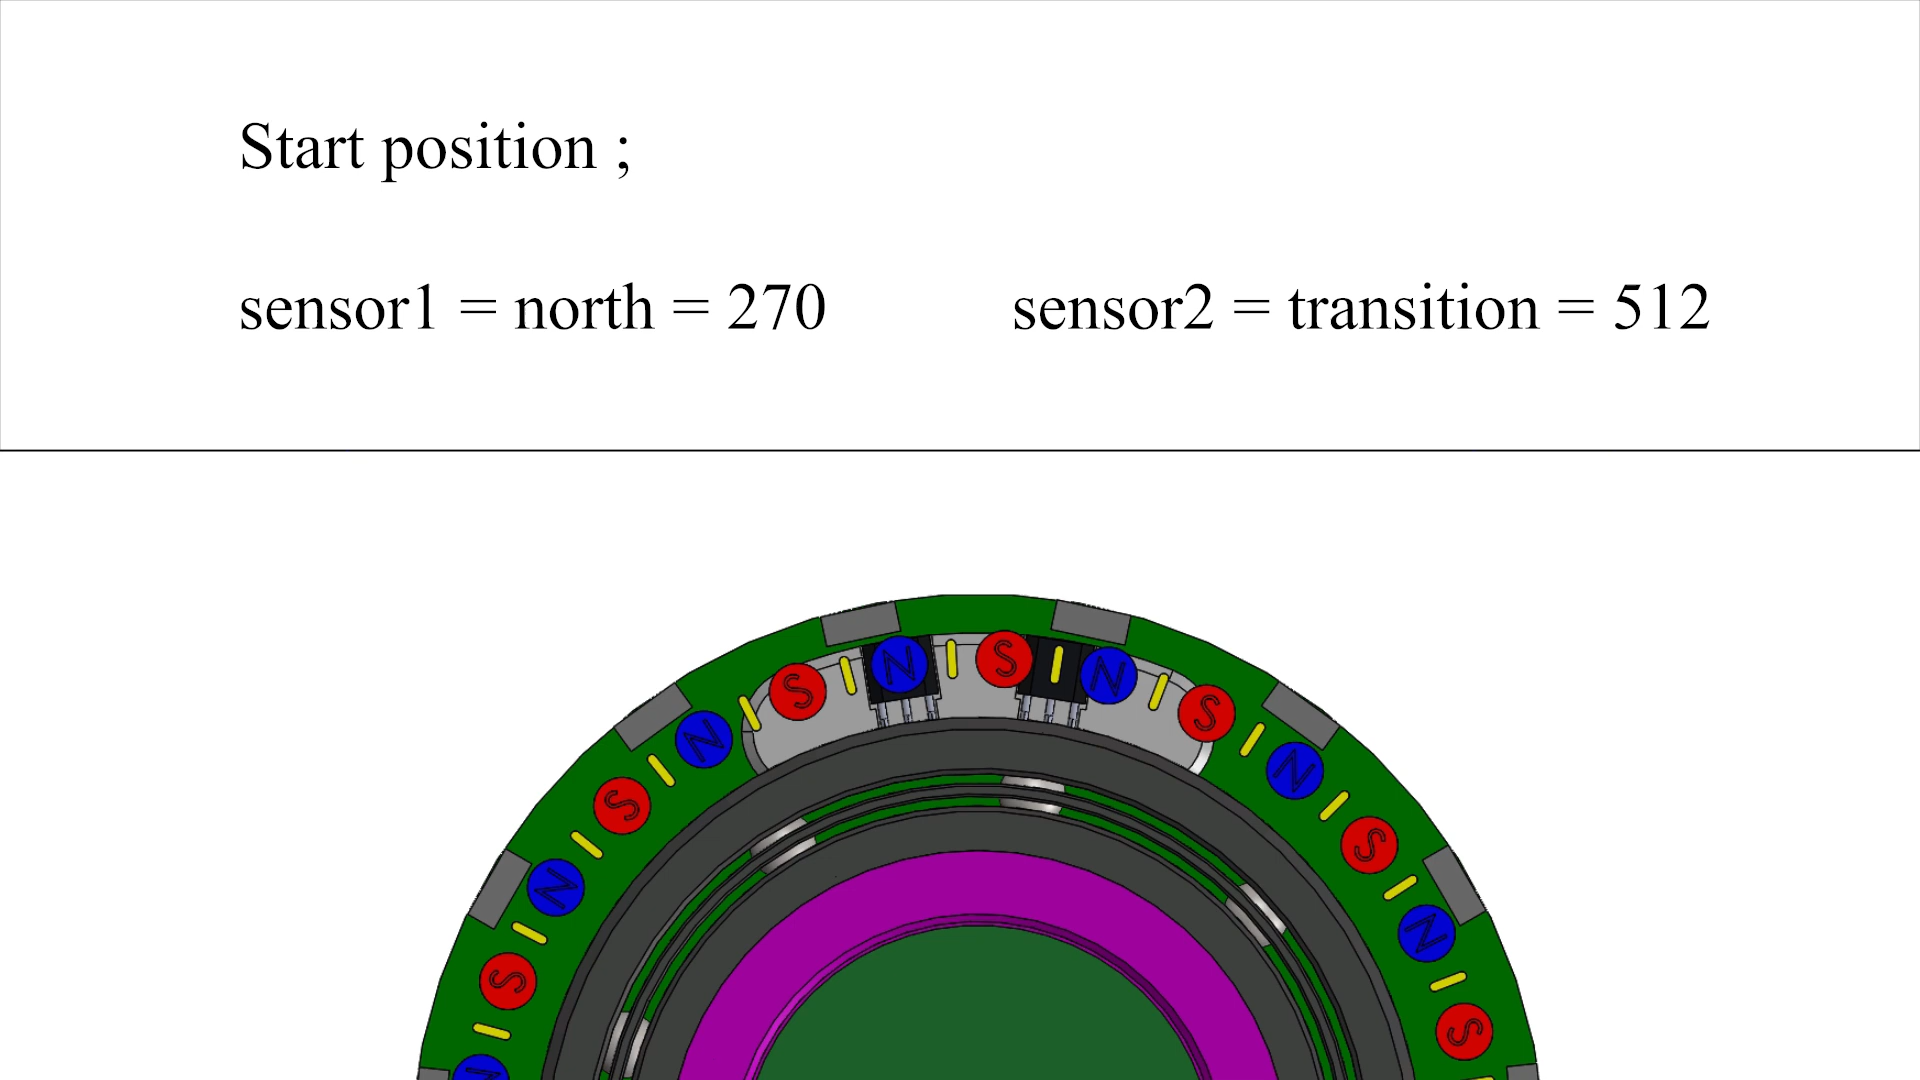 Start position ;
sensor1 = north = 270 sensor2 = transition = 512
S N S N S
N N
S S
N N
S S
N